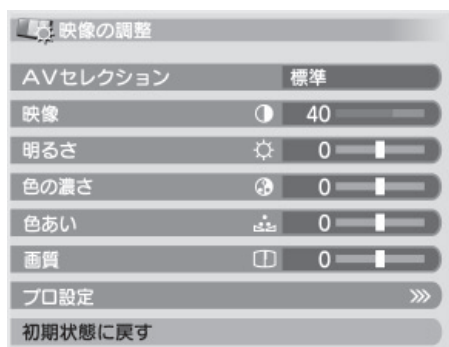 映像の調整
AVセレクション 標準
映像 40
明るさ 0
色の濃さ 0
色あい 0
画質 0
プロ設定 >>>
初期状態に戻す